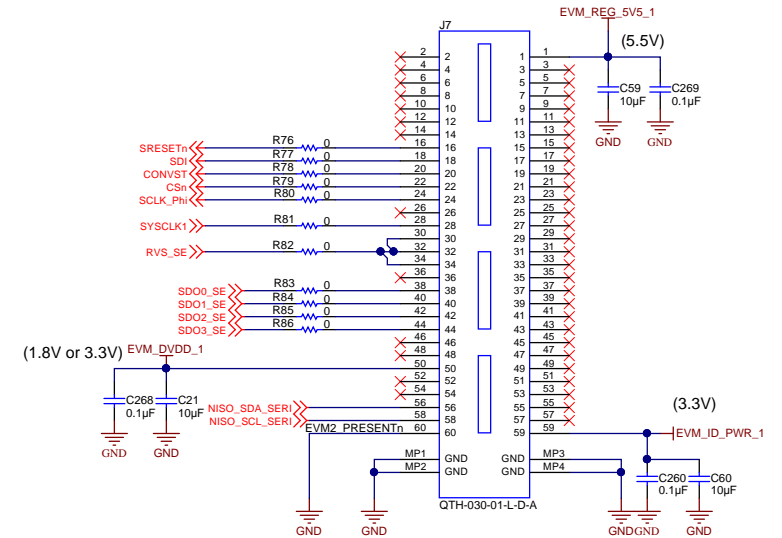 EVM_REG_5V5_1
J7
(5.5V)
2 2 1 1
4 4 3 3
6 6 5 5
8 8 7 7
10 10 9 9
12 12 11 11
14 14 13 13
C59
10µF
C269
0.1µF
GND GND
SRESETn R76 0 16 16 15 15
SDI R77 0 18 18 17 17
CONVST R78 0 20 20 19 19
CSn R79 0 22 22 21 21
SCLK_Phi R80 0 24 24 23 23
26 26 25 25
SYSCLK1 R81 0 28 28 27 27
30 30 29 29
RVS_SE R82 0 32 32 31 31
34 34 33 33
36 36 35 35
SDO0_SE R83 0 38 38 37 37
SDO1_SE R84 0 40 40 39 39
SDO2_SE R85 0 42 42 41 41
SDO3_SE R86 0 44 44 43 43
46 46 45 45
(1.8V or 3.3V) EVM_DVDD_1
48 48 47 47
50 50 49 49
52 52 51 51
54 54 53 53
C268
0.1µF
C21
10µF
GND GND
NISO_SDA_SERI 56 56 55 55
NISO_SCL_SERI 58 58 57 57
EVM2_PRESENTn 60 60 59 59
(3.3V)
EVM_ID_PWR_1
MP1 GND GND MP3
MP2 GND GND MP4
C260
0.1µF
C60
10µF
QTH-030-01-L-D-A
GND GND GND GND GND